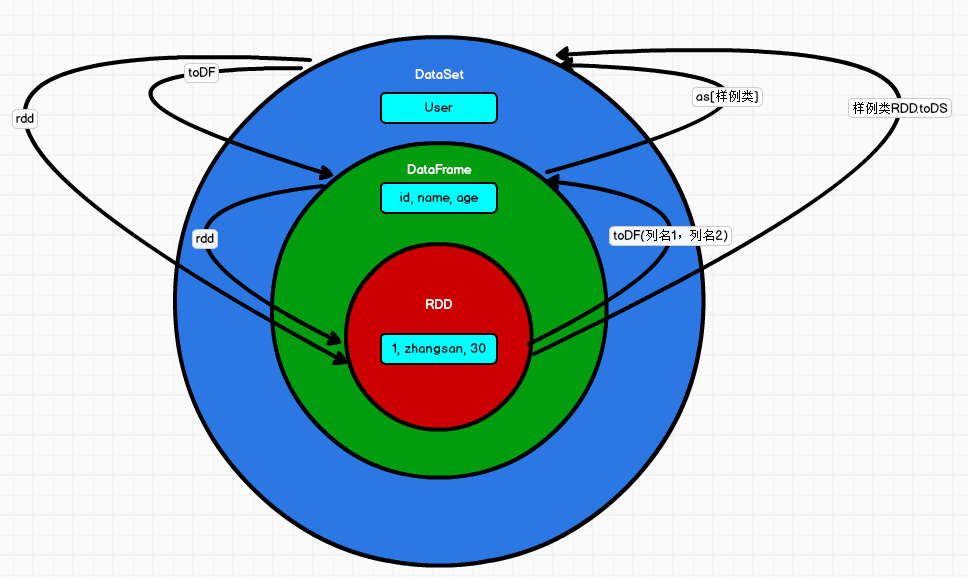 toDF
DataSet
User
as[样例类]
样例类RDD.toDS
rdd
DataFrame
id, name, age
rdd
toDF(列名1，列名2)
RDD
1, zhangsan, 30